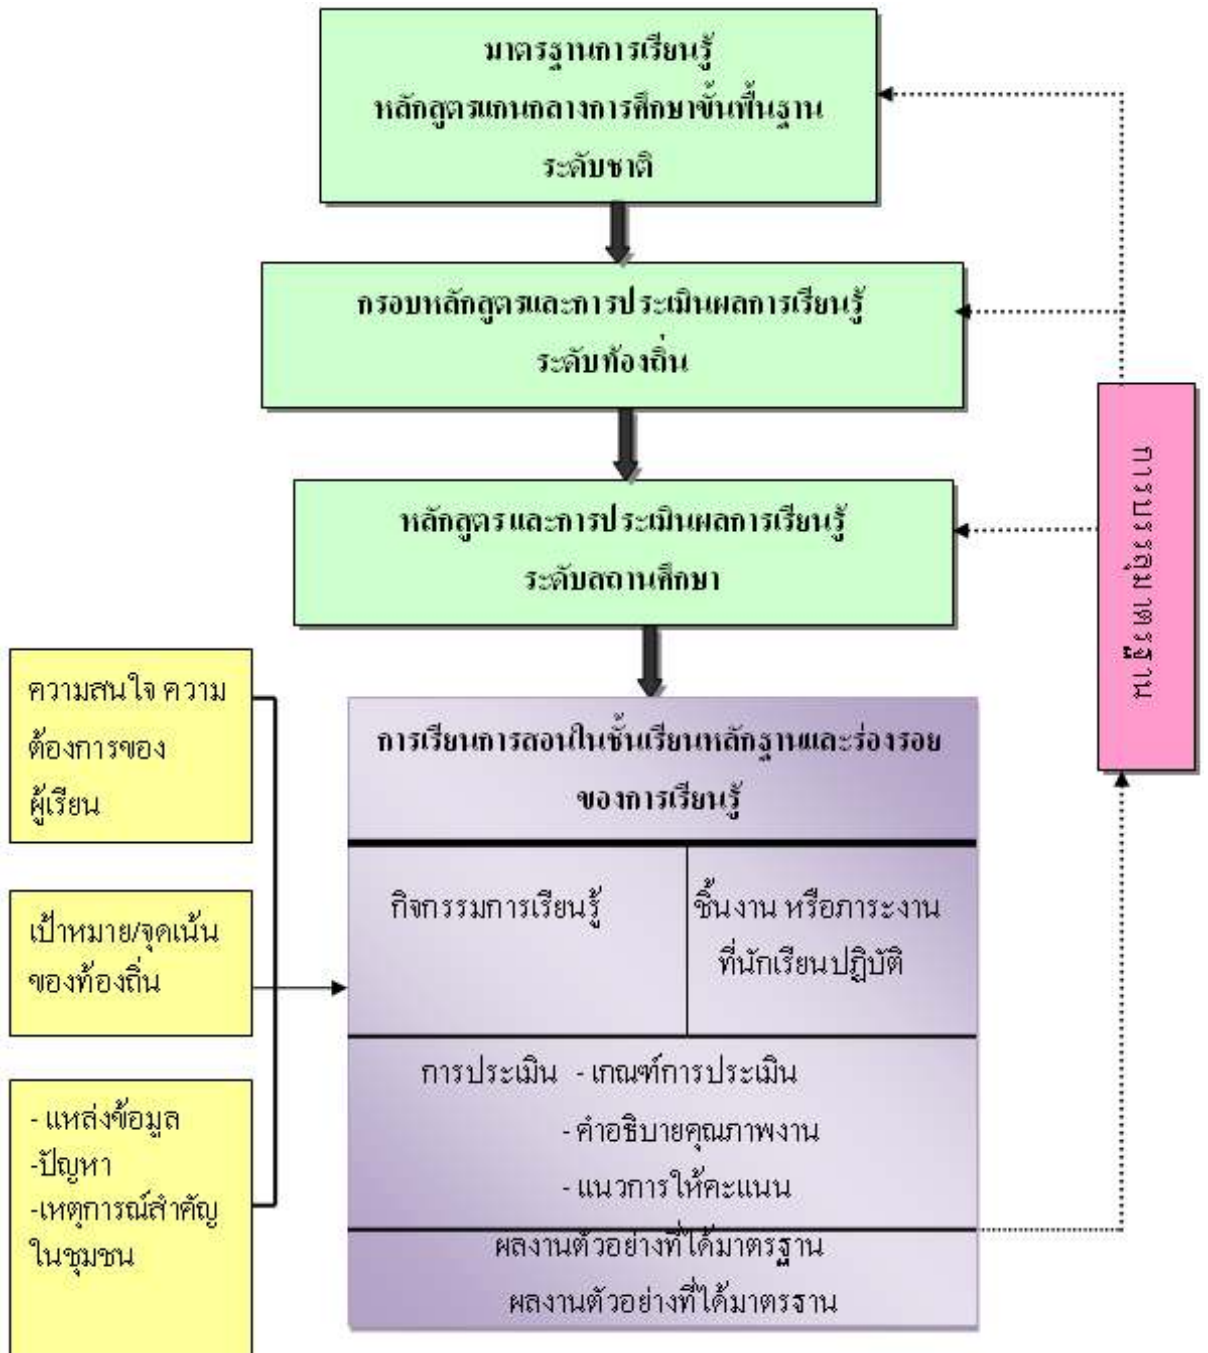 มาตรฐานการเรียนรู้
หลักสูตรแกนกลางการศึกษาขั้นพื้นฐาน
ระดับชาติ
กรอบหลักสูตรและการประเมินผลการเรียนรู้
ระดับท้องถิ่น
หลักสูตร และการประเมินผลการเรียนรู้
ระดับสถานศึกษา
การบรรลุมาตรฐาน
ความสนใจ ความ
ต้องการของ
ผู้เรียน
เป้าหมาย/จุดเน้น
ของท้องถิ่น
- แหล่งข้อมูล
-ปัญหา
-เหตุการณ์สำคัญ
ในชุมชน
การเรียนการสอนในชั้นเรียนหลักฐานและร่องรอย
ของการเรียนรู้
กิจกรรมการเรียนรู้
ชิ้นงาน หรือภาระงาน
ที่นักเรียนปฏิบัติ
การประเมิน - เกณฑ์การประเมิน
- คำอธิบายคุณภาพงาน
- แนวการให้คะแนน
ผลงานตัวอย่างที่ได้มาตรฐาน
ผลงานตัวอย่างที่ได้มาตรฐาน